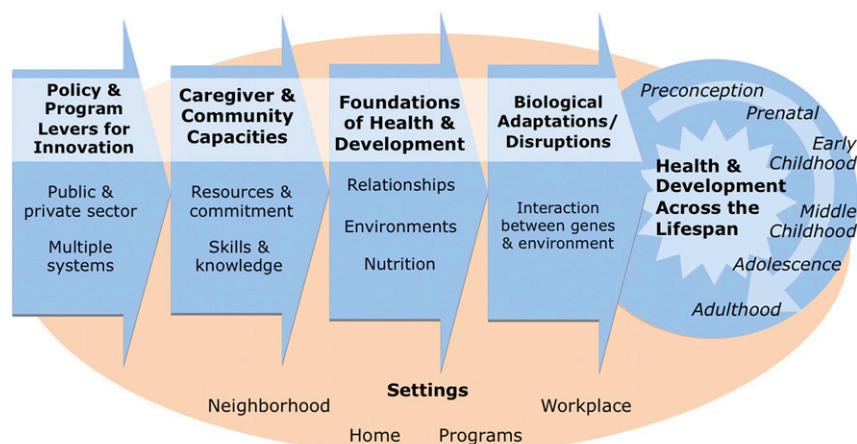 Policy &
Program
Levers for
Innovation
Public &
private sector
Multiple
systems
Caregiver &
Community
Capacities
Resources &
commitment
Skills &
knowledge
Foundations
of Health &
Development
Relationships
Environments
Nutrition
Biological
Adaptations/
Disruptions
Interaction
between genes
& environment
Health &
Development
Across the
Lifespan
Preconception
Prenatal
Early
Childhood
Middle
Childhood
Adolescence
Adulthood
Settings
Neighborhood
Workplace
Home
Programs